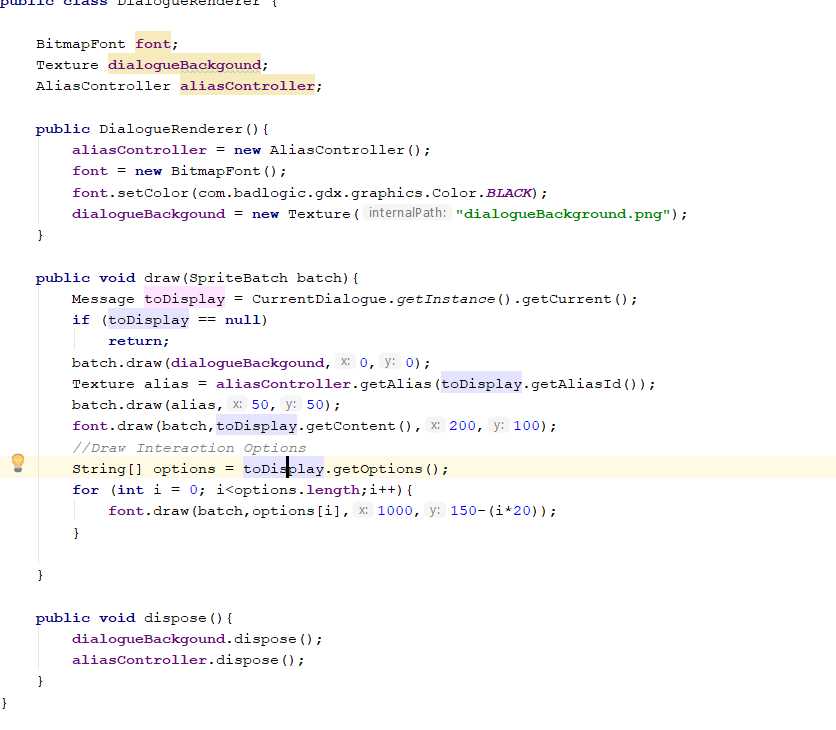 public class DialogueRenderer {
BitmapFont font;
Texture dialogueBackgound;
AliasController aliasController;
public DialogueRenderer(){
aliasController = new AliasController();
font = new BitmapFont();
font.setColor(com.badlogic.gdx.graphics.Color.BLACK);
dialogueBackgound = new Texture( internalPath: "dialogueBackground.png");
}
public void draw(SpriteBatch batch){
Message toDisplay = CurrentDialogue.getInstance().getCurrent();
if (toDisplay == null)
return;
batch.draw(dialogueBackgound, x: 0, y: 0);
Texture alias = aliasController.getAlias(toDisplay.getAliasId());
batch.draw(alias, x: 50, y: 50);
font.draw(batch,toDisplay.getContent(), x: 200, y: 100);
//Draw Interaction Options
String[] options = toDisplay.getOptions();
for (int i = 0; i<options.length;i++){
font.draw(batch,options[i], x: 1000, y: 150-(i*20));
}
}
public void dispose(){
dialogueBackgound.dispose();
aliasController.dispose();
}
}